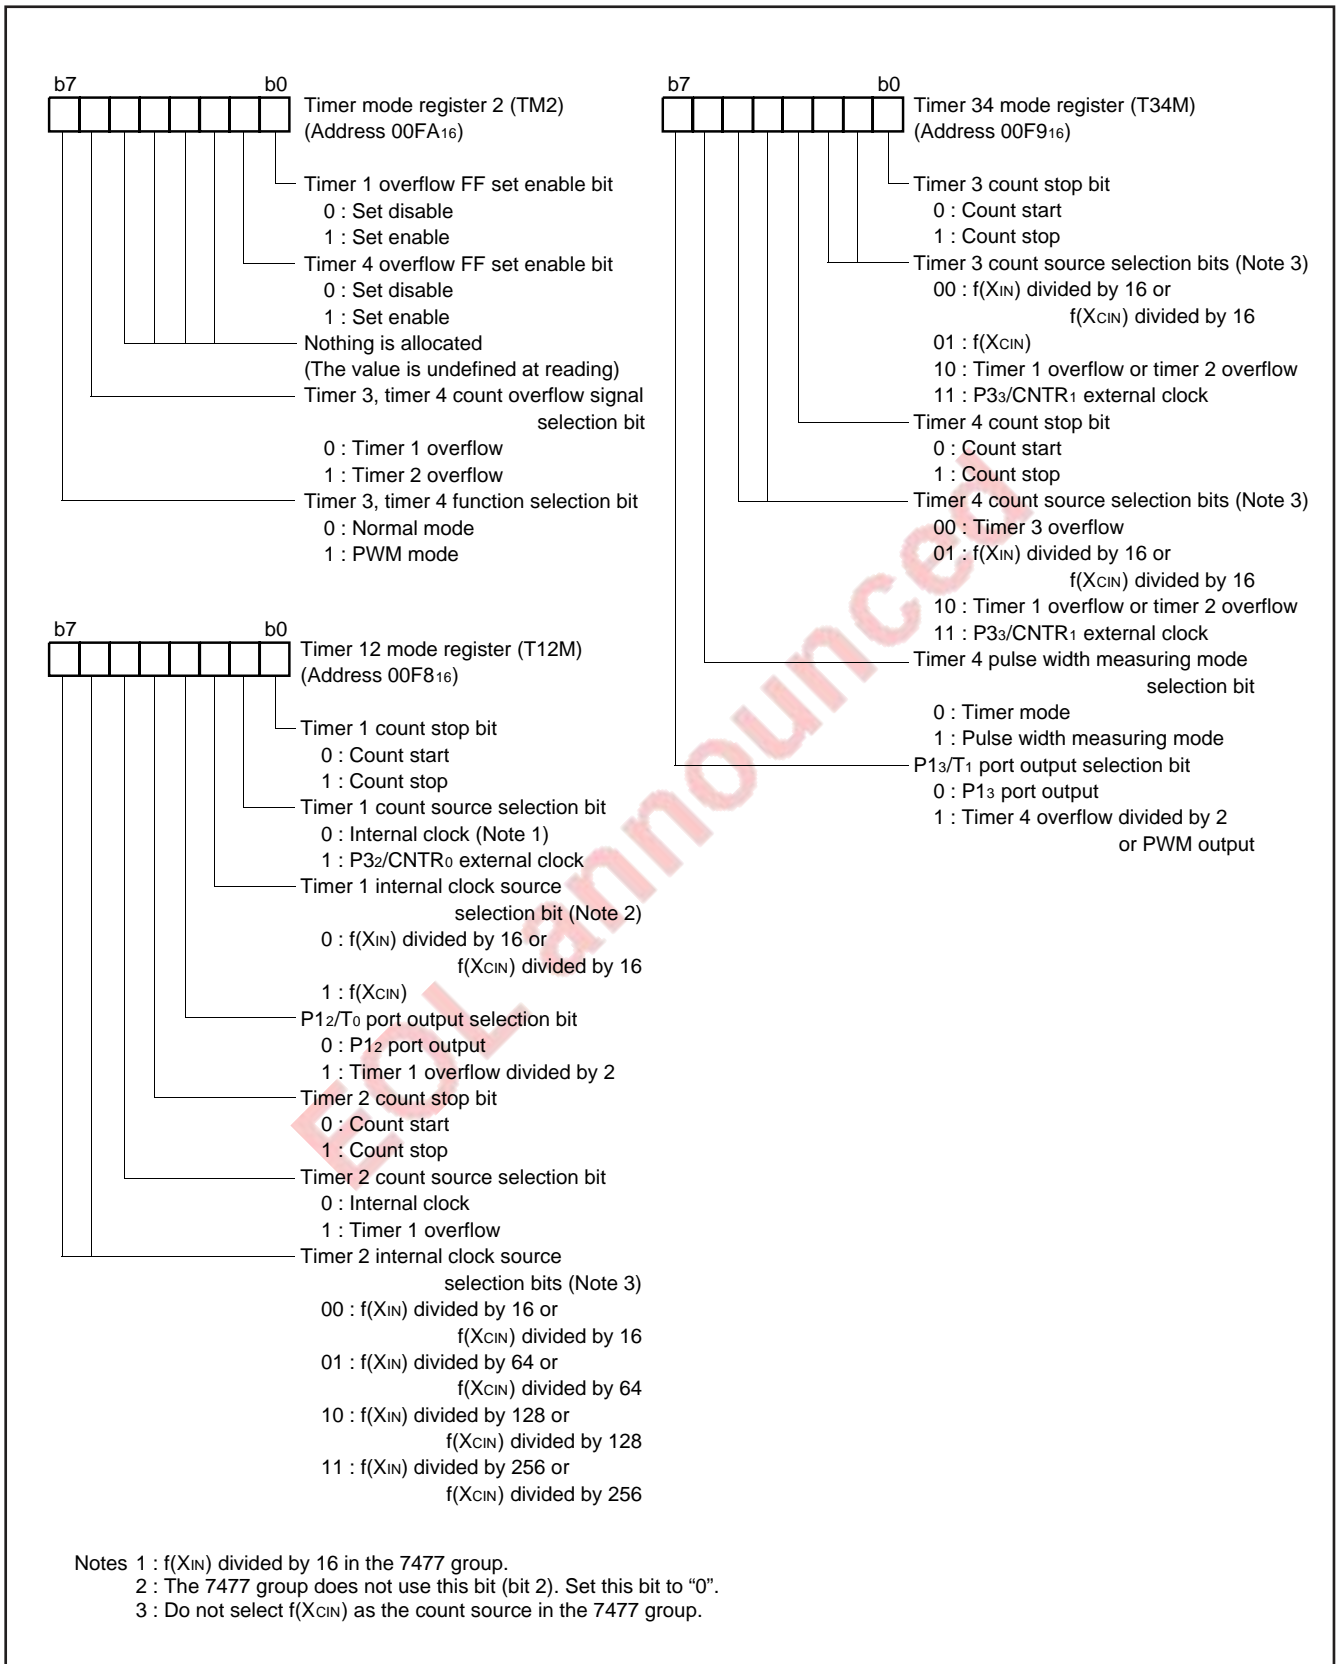 b7 b0
Timer mode register 2 (TM2)
(Address 00FA16)
Timer 1 overflow FF set enable bit
0 : Set disable
1 : Set enable
Timer 4 overflow FF set enable bit
0 : Set disable
1 : Set enable
Nothing is allocated
(The value is undefined at reading)
Timer 3, timer 4 count overflow signal
selection bit
0 : Timer 1 overflow
1 : Timer 2 overflow
Timer 3, timer 4 function selection bit
0 : Normal mode
1 : PWM mode
b7 b0
Timer 12 mode register (T12M)
(Address 00F816)
Timer 1 count stop bit
0 : Count start
1 : Count stop
Timer 1 count source selection bit
0 : Internal clock (Note 1)
1 : P32/CNTR0 external clock
Timer 1 internal clock source
selection bit (Note 2)
0 : f(XIN) divided by 16 or
f(XCIN) divided by 16
1 : f(XCIN)
P12/T0 port output selection bit
0 : P12 port output
1 : Timer 1 overflow divided by 2
Timer 2 count stop bit
0 : Count start
1 : Count stop
Timer 2 count source selection bit
0 : Internal clock
1 : Timer 1 overflow
Timer 2 internal clock source
selection bits (Note 3)
00 : f(XIN) divided by 16 or
f(XCIN) divided by 16
01 : f(XIN) divided by 64 or
f(XCIN) divided by 64
10 : f(XIN) divided by 128 or
f(XCIN) divided by 128
11 : f(XIN) divided by 256 or
f(XCIN) divided by 256
b7 b0
Timer 34 mode register (T34M)
(Address 00F916)
Timer 3 count stop bit
0 : Count start
1 : Count stop
Timer 3 count source selection bits (Note 3)
00 : f(XIN) divided by 16 or
f(XCIN) divided by 16
01 : f(XCIN)
10 : Timer 1 overflow or timer 2 overflow
11 : P33/CNTR1 external clock
Timer 4 count stop bit
0 : Count start
1 : Count stop
Timer 4 count source selection bits (Note 3)
00 : Timer 3 overflow
01 : f(XIN) divided by 16 or
f(XCIN) divided by 16
10 : Timer 1 overflow or timer 2 overflow
11 : P33/CNTR1 external clock
Timer 4 pulse width measuring mode
selection bit
0 : Timer mode
1 : Pulse width measuring mode
P13/T1 port output selection bit
0 : P13 port output
1 : Timer 4 overflow divided by 2
or PWM output
EOL announced
Notes 1 : f(XIN) divided by 16 in the 7477 group.
2 : The 7477 group does not use this bit (bit 2). Set this bit to “0”.
3 : Do not select f(XCIN) as the count source in the 7477 group.